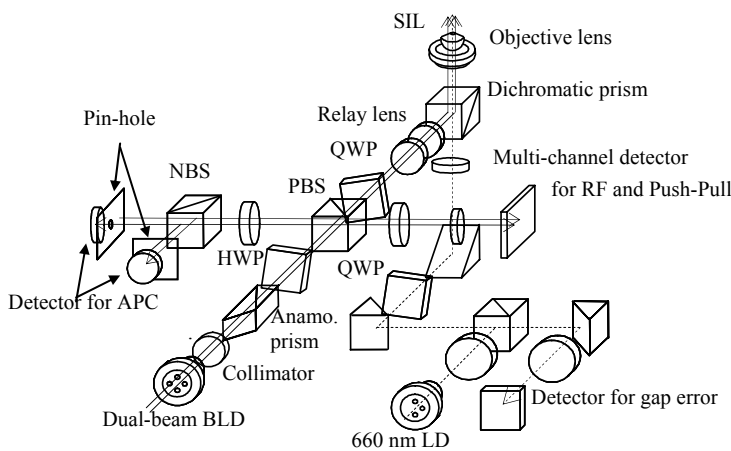 SIL
Objective lens
Dichromatic prism
Relay lens
Pin-hole
QWP
Multi-channel detector
for RF and Push-Pull
NBS
PBS
HWP
QWP
Detector for APC
Anamo.
prism
Collimator
Detector for gap error
Dual-beam BLD
660 nm LD